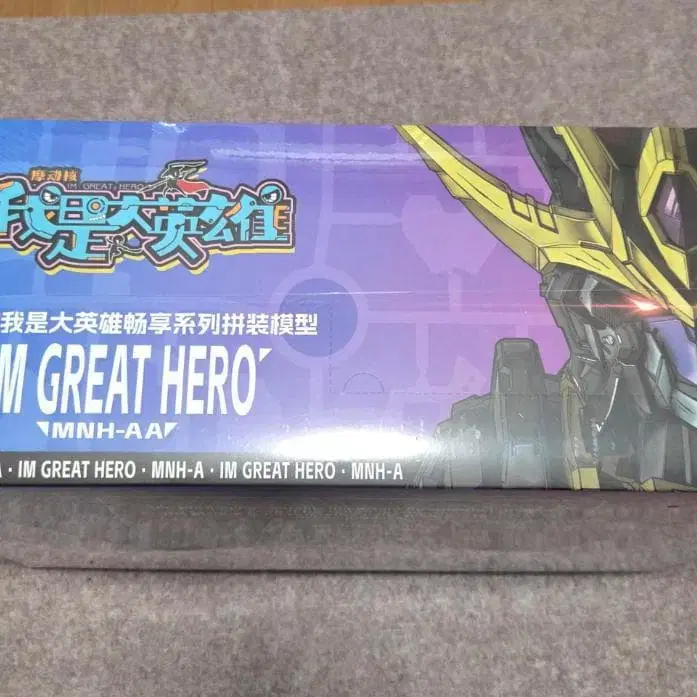 摩动核
IM GREAT HERO
我是大英雄
我是大英雄畅享系列拼装模型
IM GREAT HERO
MNH-AA
A · IM GREAT HERO · MNH-A · IM GREAT HERO · MNH-A